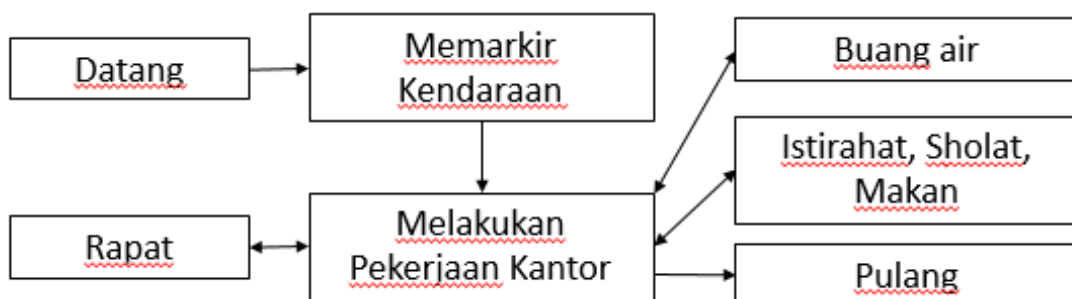 Datang
Memarkir
Kendaraan
Buang air
Istirahat, Sholat,
Makan
Rapat
Melakukan
Pekerjaan Kantor
Pulang